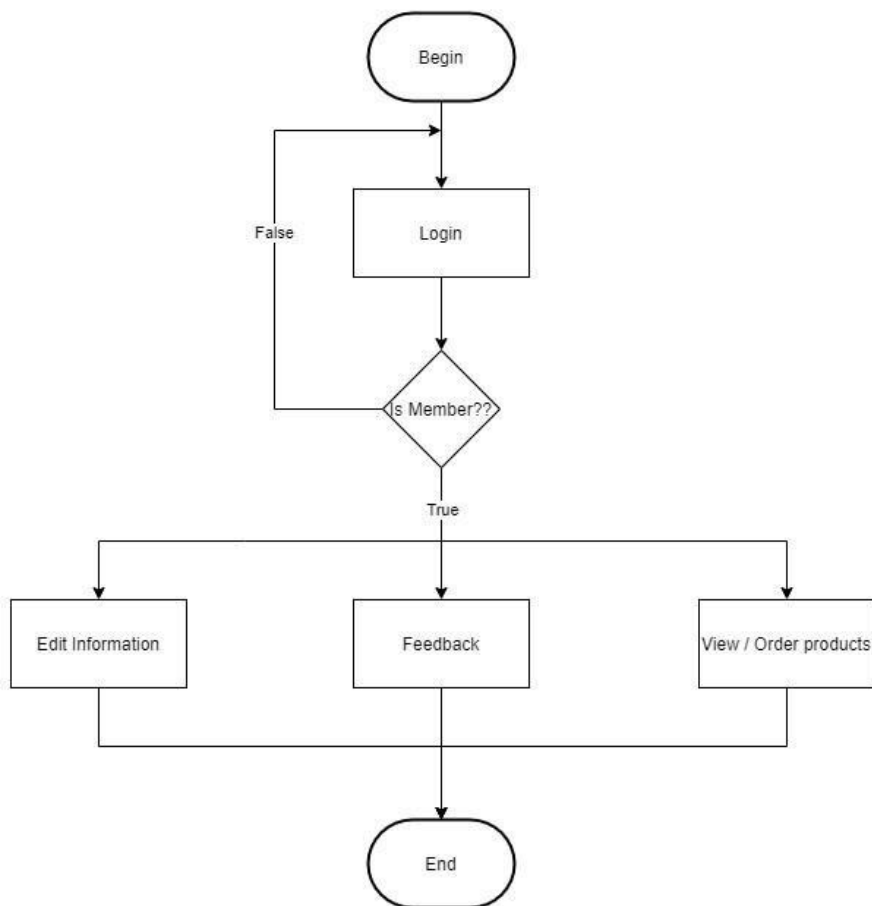 Begin
Login
False
Is Member??
True
Edit Information
Feedback
View / Order products
End